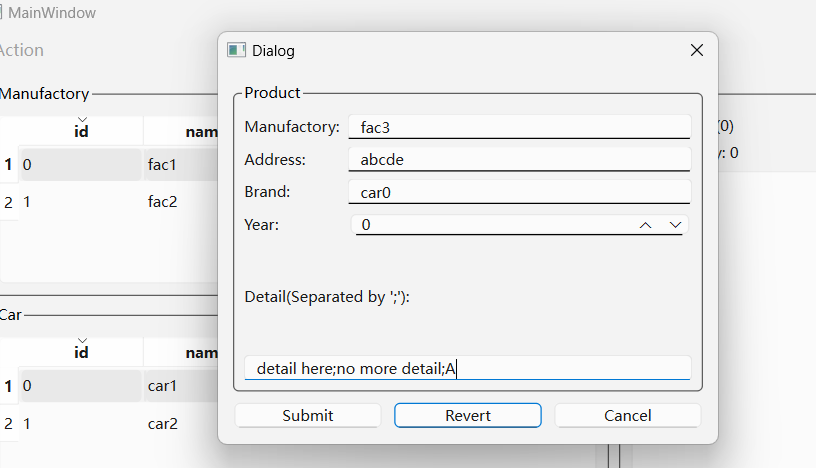 MainWindow
Action
Dialog
Manufactory
id nam
1 0 fac1
2 1 fac2
Product
Manufactory: fac3
Address: abcde
Brand: car0
Year: 0
Detail(Separated by ';'):
detail here;no more detail;A
Submit Revert Cancel
(0)
y: 0
Car
id nam
1 0 car1
2 1 car2